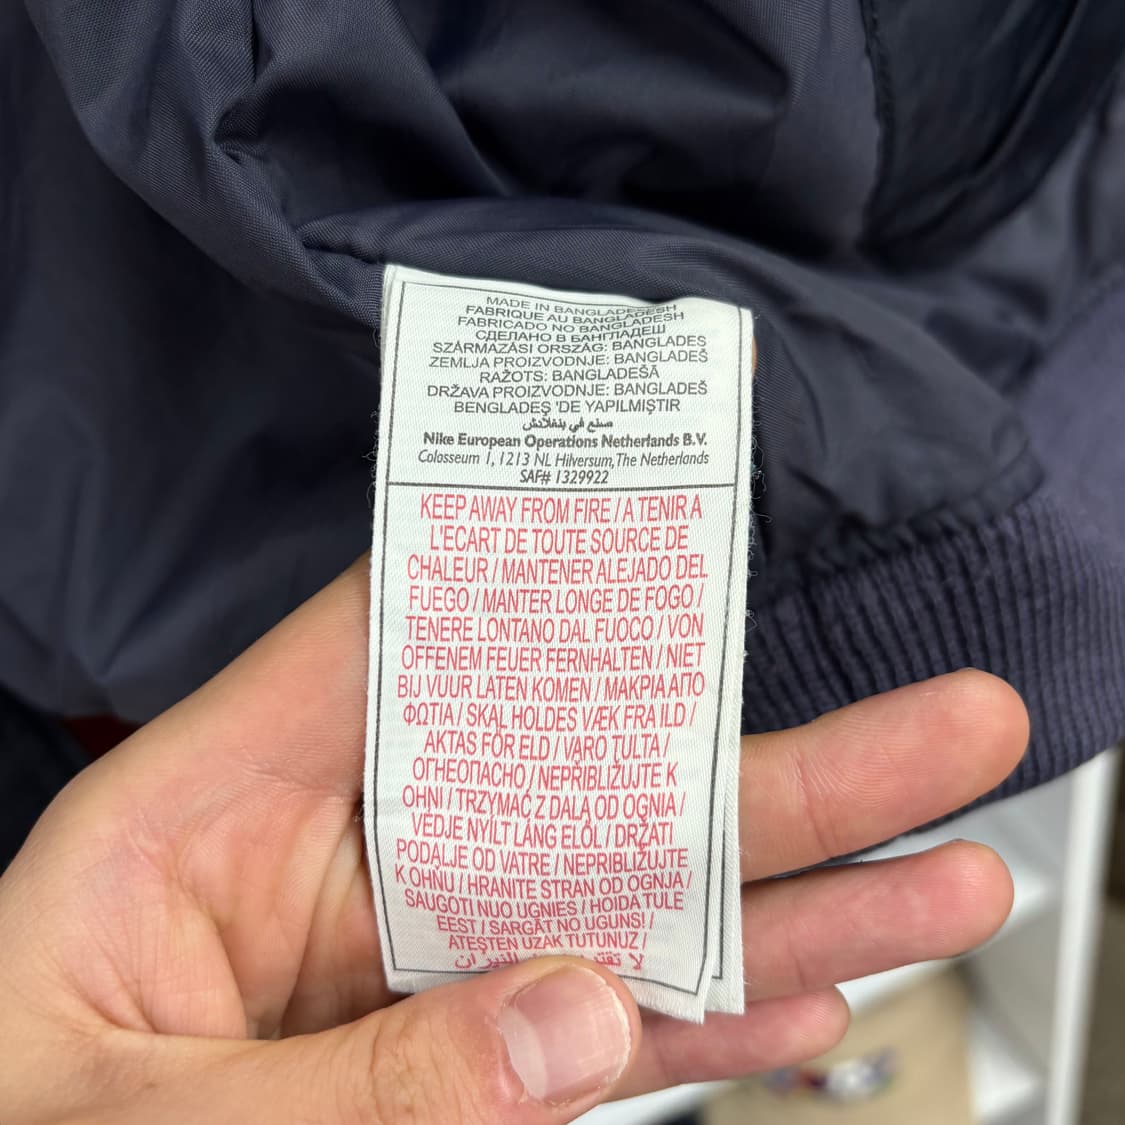 MADE IN BANGLADESH
FABRIQUE AU BANGLADESH
FABRICADO NO BANGLADESH
СДЕЛАНО В БАНГЛАДЕШ
SZÁRMAZÁSI ORSZÁG: BANGLADES
ZEMLJA PROIZVODNJE: BANGLADEŠ
RAŽOTS: BANGLADEŠĀ
DRŽAVA PROIZVODNJE: BANGLADEŠ
BENGLADEŞ 'DE YAPILMIŞTIR
صنع في بنغلادش
Nike European Operations Netherlands B.V.
Colosseum 1, 1213 NL Hilversum, The Netherlands
SAF# 1329922
KEEP AWAY FROM FIRE / A TENIR A
L'ECART DE TOUTE SOURCE DE
CHALEUR / MANTENER ALEJADO DEL
FUEGO / MANTER LONGE DE FOGO /
TENERE LONTANO DAL FUOCO / VON
OFFENEM FEUER FERNHALTEN / NIET
BIJ VUUR LATEN KOMEN / ΜΑΚΡΙΑ ΑΠΟ
ΦΩΤΙΑ / SKAL HOLDES VÆK FRA ILD /
AKTAS FÖR ELD / VARO TULTA /
ОГНЕОПАСНО / NEPŘIBLIŽUJTE K
OHNI / TRZYMAĆ Z DALA OD OGNIA /
VÉDJE NYÍLT LÁNG ELŐL / DRŽATI
PODALJE OD VATRE / NEPRIBLIŽUJTE
K OHŇU / HRANITE STRAN OD OGNJA /
SAUGOTI NUO UGNIES / HOIDA TULE
EEST / SARGĀT NO UGUNS! /
ATEŞTEN UZAK TUTUNUZ /
لا النيران